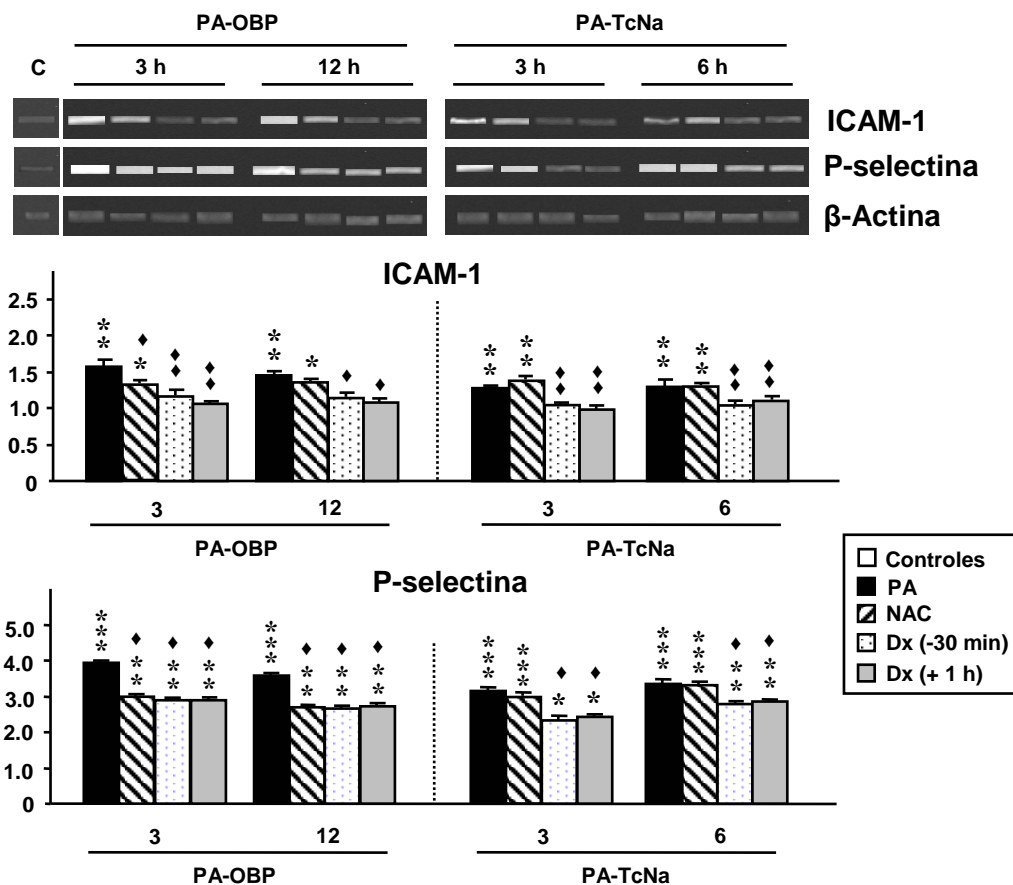 PA-OBP PA-TcNa
C 3 h 12 h 3 h 6 h
ICAM-1
P-selectina
β-Actina
ICAM-1
2.5
2.0
1.5
1.0
0.5
0
** ♦* ♦♦ ♦♦ ** * ♦ ♦ ** ** ♦♦ ♦♦ ** ** ♦♦ ♦♦
3 12 3 6
PA-OBP PA-TcNa
P-selectina
5.0
4.0
3.0
2.0
1.0
0
*** ♦** ♦** ♦** *** ♦** ♦** ♦** *** *** ♦* ♦* *** *** ♦** ♦**
3 12 3 6
PA-OBP PA-TcNa
Controles
PA
NAC
Dx (-30 min)
Dx (+ 1 h)